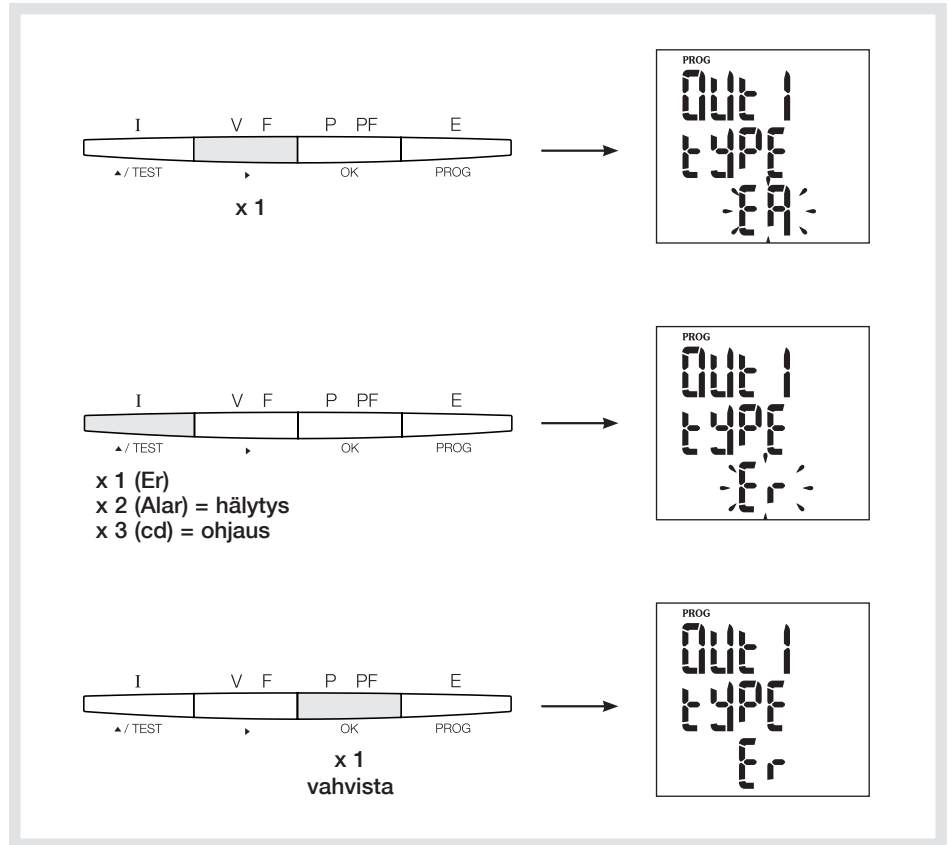 I V F P PF E
▲ / TEST ▸ OK PROG
x 1
PROG
OUt 1
tyPE
EA
I V F P PF E
▲ / TEST ▸ OK PROG
x 1 (Er)
x 2 (Alar) = hälytys
x 3 (cd) = ohjaus
PROG
OUt 1
tyPE
Er
I V F P PF E
▲ / TEST ▸ OK PROG
x 1
vahvista
PROG
OUt 1
tyPE
Er